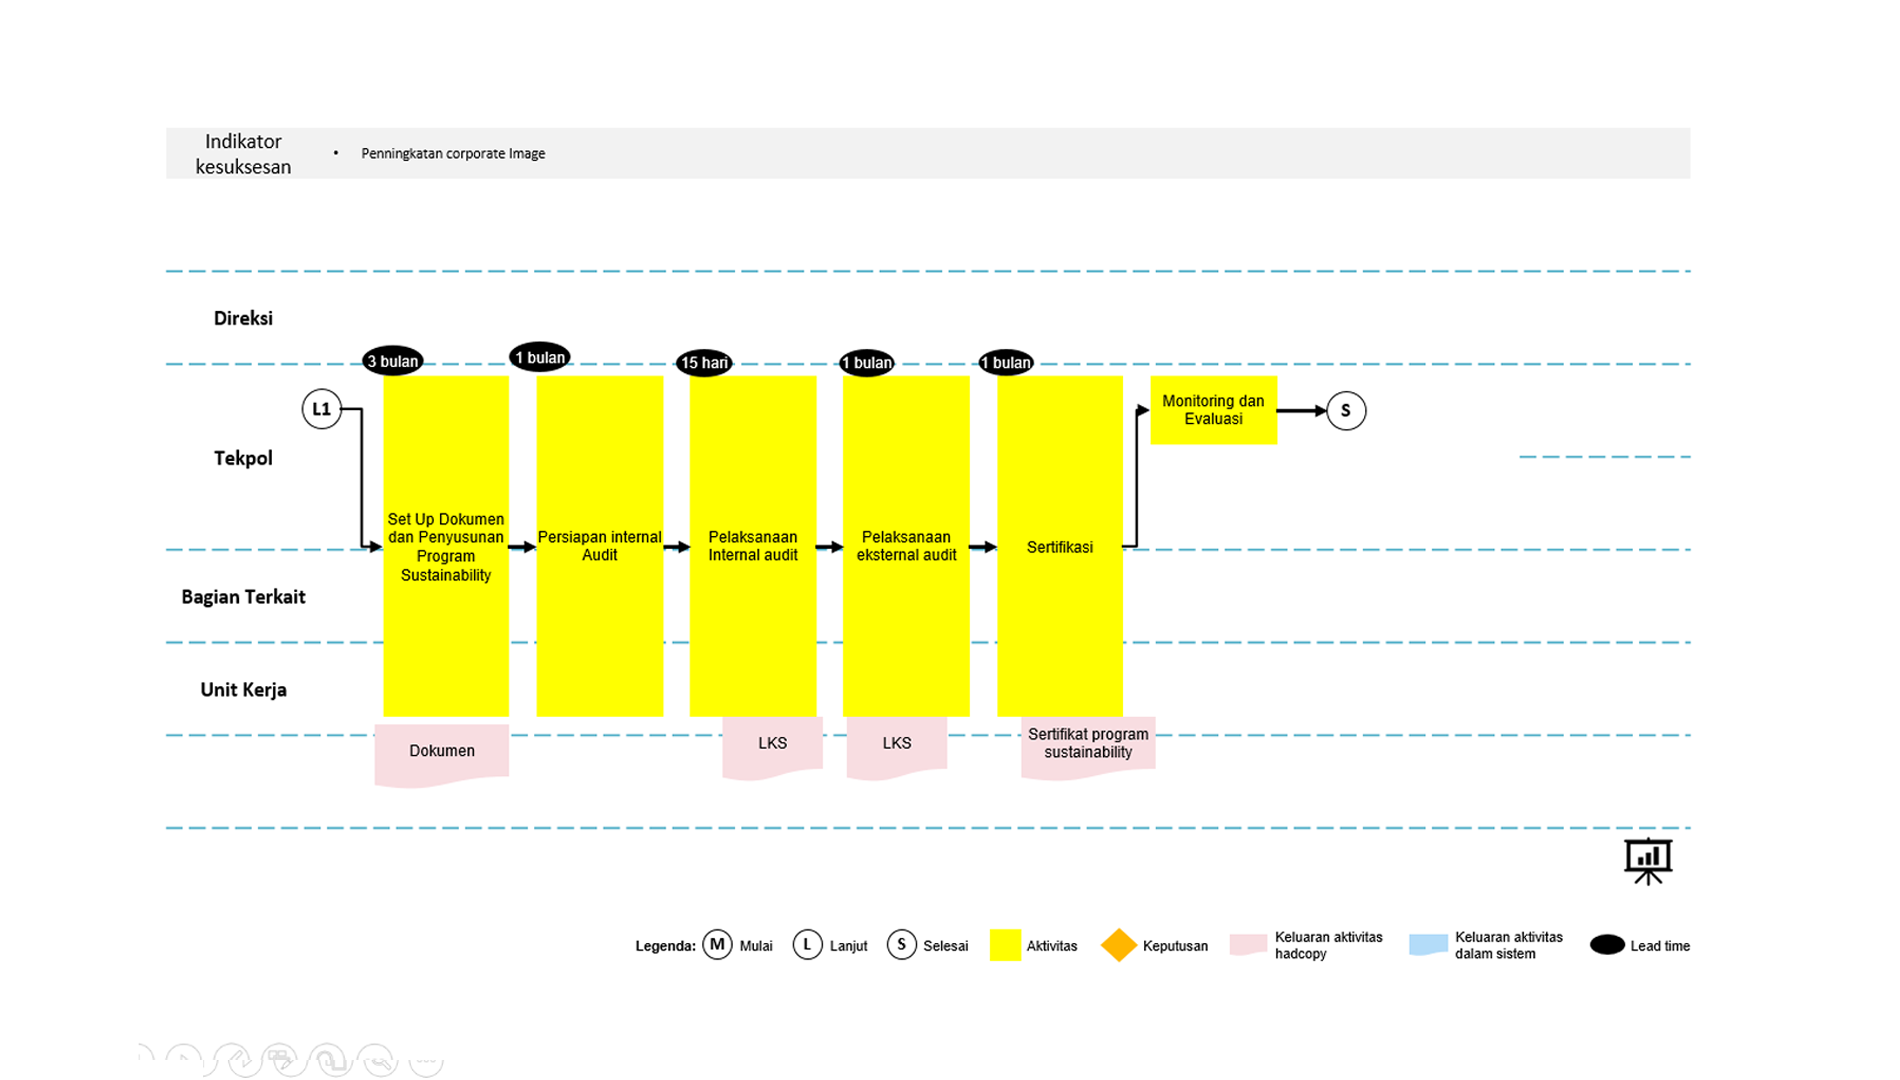 Indikator
kesuksesan
• Penningkatan corporate Image
Direksi
3 bulan
1 bulan
15 hari
1 bulan
1 bulan
L1
Monitoring dan
Evaluasi
S
Tekpol
Set Up Dokumen
dan Penyusunan
Program
Sustainability
Persiapan internal
Audit
Pelaksanaan
Internal audit
Pelaksanaan
eksternal audit
Sertifikasi
Bagian Terkait
Unit Kerja
Dokumen
LKS
LKS
Sertifikat program
sustainability
Legenda:
M Mulai
L Lanjut
S Selesai
Aktivitas
Keputusan
Keluaran aktivitas
hadcopy
Keluaran aktivitas
dalam sistem
Lead time